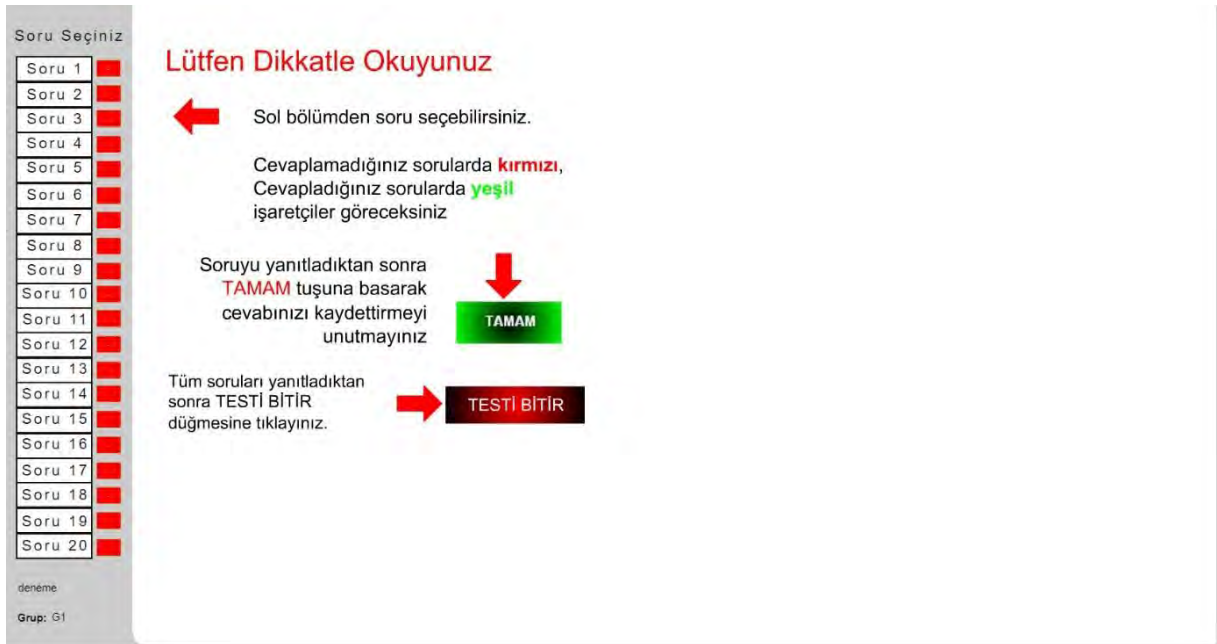 Soru Seçiniz
Soru 1
Soru 2
Soru 3
Soru 4
Soru 5
Soru 6
Soru 7
Soru 8
Soru 9
Soru 10
Soru 11
Soru 12
Soru 13
Soru 14
Soru 15
Soru 16
Soru 17
Soru 18
Soru 19
Soru 20
deneme
Grup: G1
Lütfen Dikkatle Okuyunuz
Sol bölümden soru seçebilirsiniz.
Cevaplamadığınız sorularda kırmızı,
Cevapladığınız sorularda yeşil
işaretçiler göreceksiniz
Soruyu yanıtladıktan sonra
TAMAM tuşuna basarak
cevabınızı kaydettirmeyi
unutmayınız
TAMAM
Tüm soruları yanıtladıktan
sonra TESTİ BİTİR
düğmesine tıklayınız.
TESTİ BİTİR